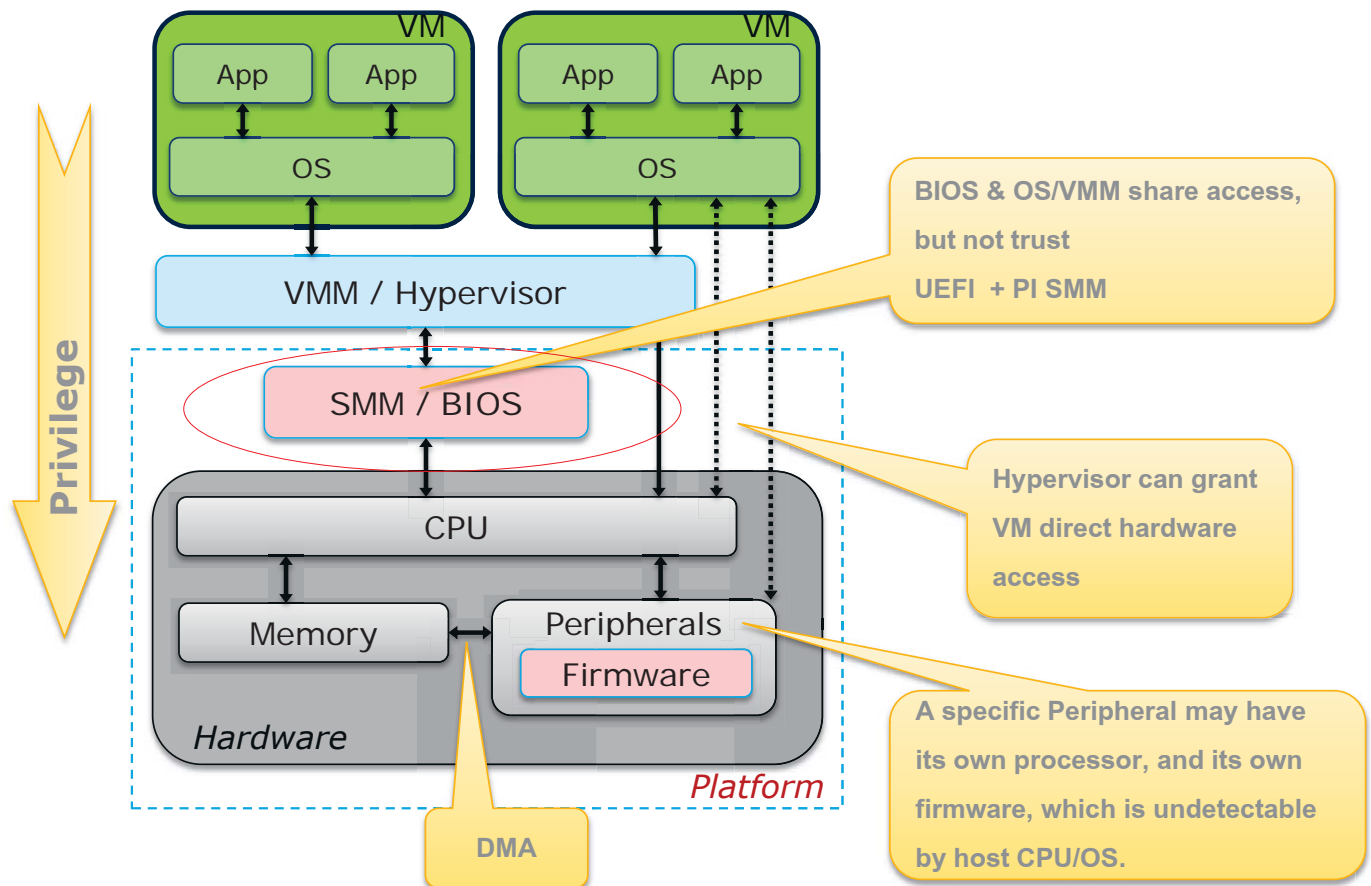 VM
VM
App
App
App
App
OS
OS
Privilege
BIOS & OS/VMM share access,
but not trust
UEFI + PI SMM
VMM / Hypervisor
SMM / BIOS
Hypervisor can grant
VM direct hardware
access
CPU
Memory
Peripherals
Firmware
Hardware
Platform
A specific Peripheral may have
its own processor, and its own
firmware, which is undetectable
by host CPU/OS.
DMA